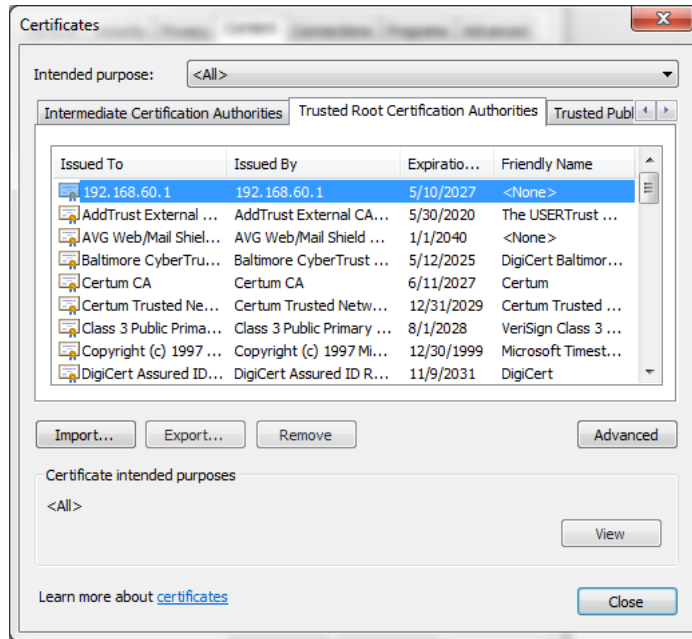 Certificates
Content
Intended purpose: <All>
Intermediate Certification Authorities Trusted Root Certification Authorities Trusted Publ
Issued To Issued By Expiratio... Friendly Name
192.168.60.1 192.168.60.1 5/10/2027 <None>
AddTrust External ... AddTrust External CA... 5/30/2020 The USERTrust ...
AVG Web/Mail Shiel... AVG Web/Mail Shield ... 1/1/2040 <None>
Baltimore CyberTru... Baltimore CyberTrust ... 5/12/2025 DigiCert Baltimor...
Certum CA Certum CA 6/11/2027 Certum
Certum Trusted Ne... Certum Trusted Netw... 12/31/2029 Certum Trusted ...
Class 3 Public Prima... Class 3 Public Primary ... 8/1/2028 VeriSign Class 3 ...
Copyright (c) 1997 ... Copyright (c) 1997 Mi... 12/30/1999 Microsoft Timest...
DigiCert Assured ID... DigiCert Assured ID R... 11/9/2031 DigiCert
Import... Export... Remove Advanced
Certificate intended purposes
<All>
View
Learn more about certificates
Close